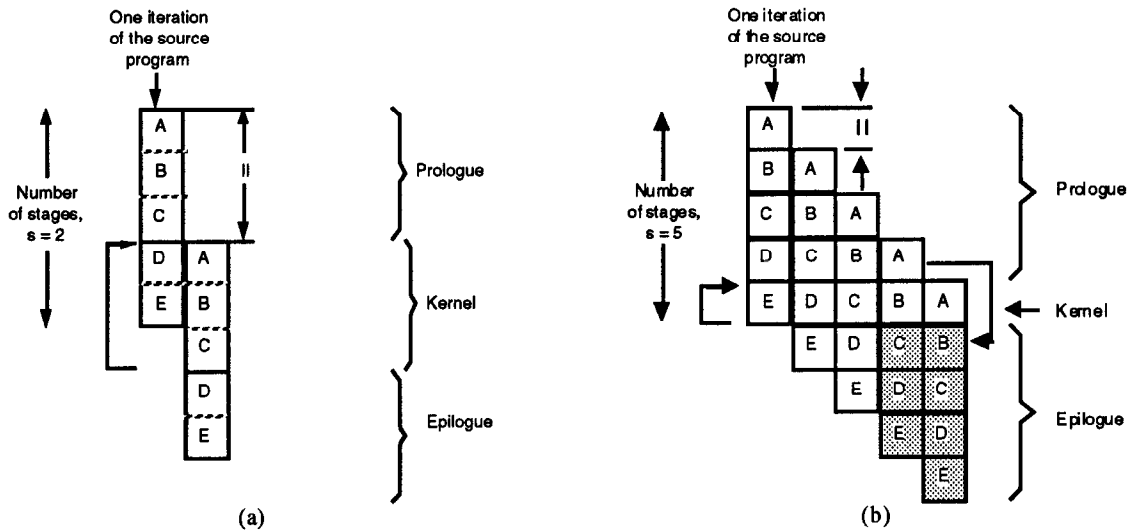 One iteration
of the source
program
A
B
C
D A
E B
C
D
E
II
Number
of stages,
s = 2
Prologue
Kernel
Epilogue
(a)
One iteration
of the source
program
A
B A
C B A
D C B A
E D C B A
E D C B
E D C
E D
E
II
Number
of stages,
s = 5
Prologue
Kernel
Epilogue
(b)